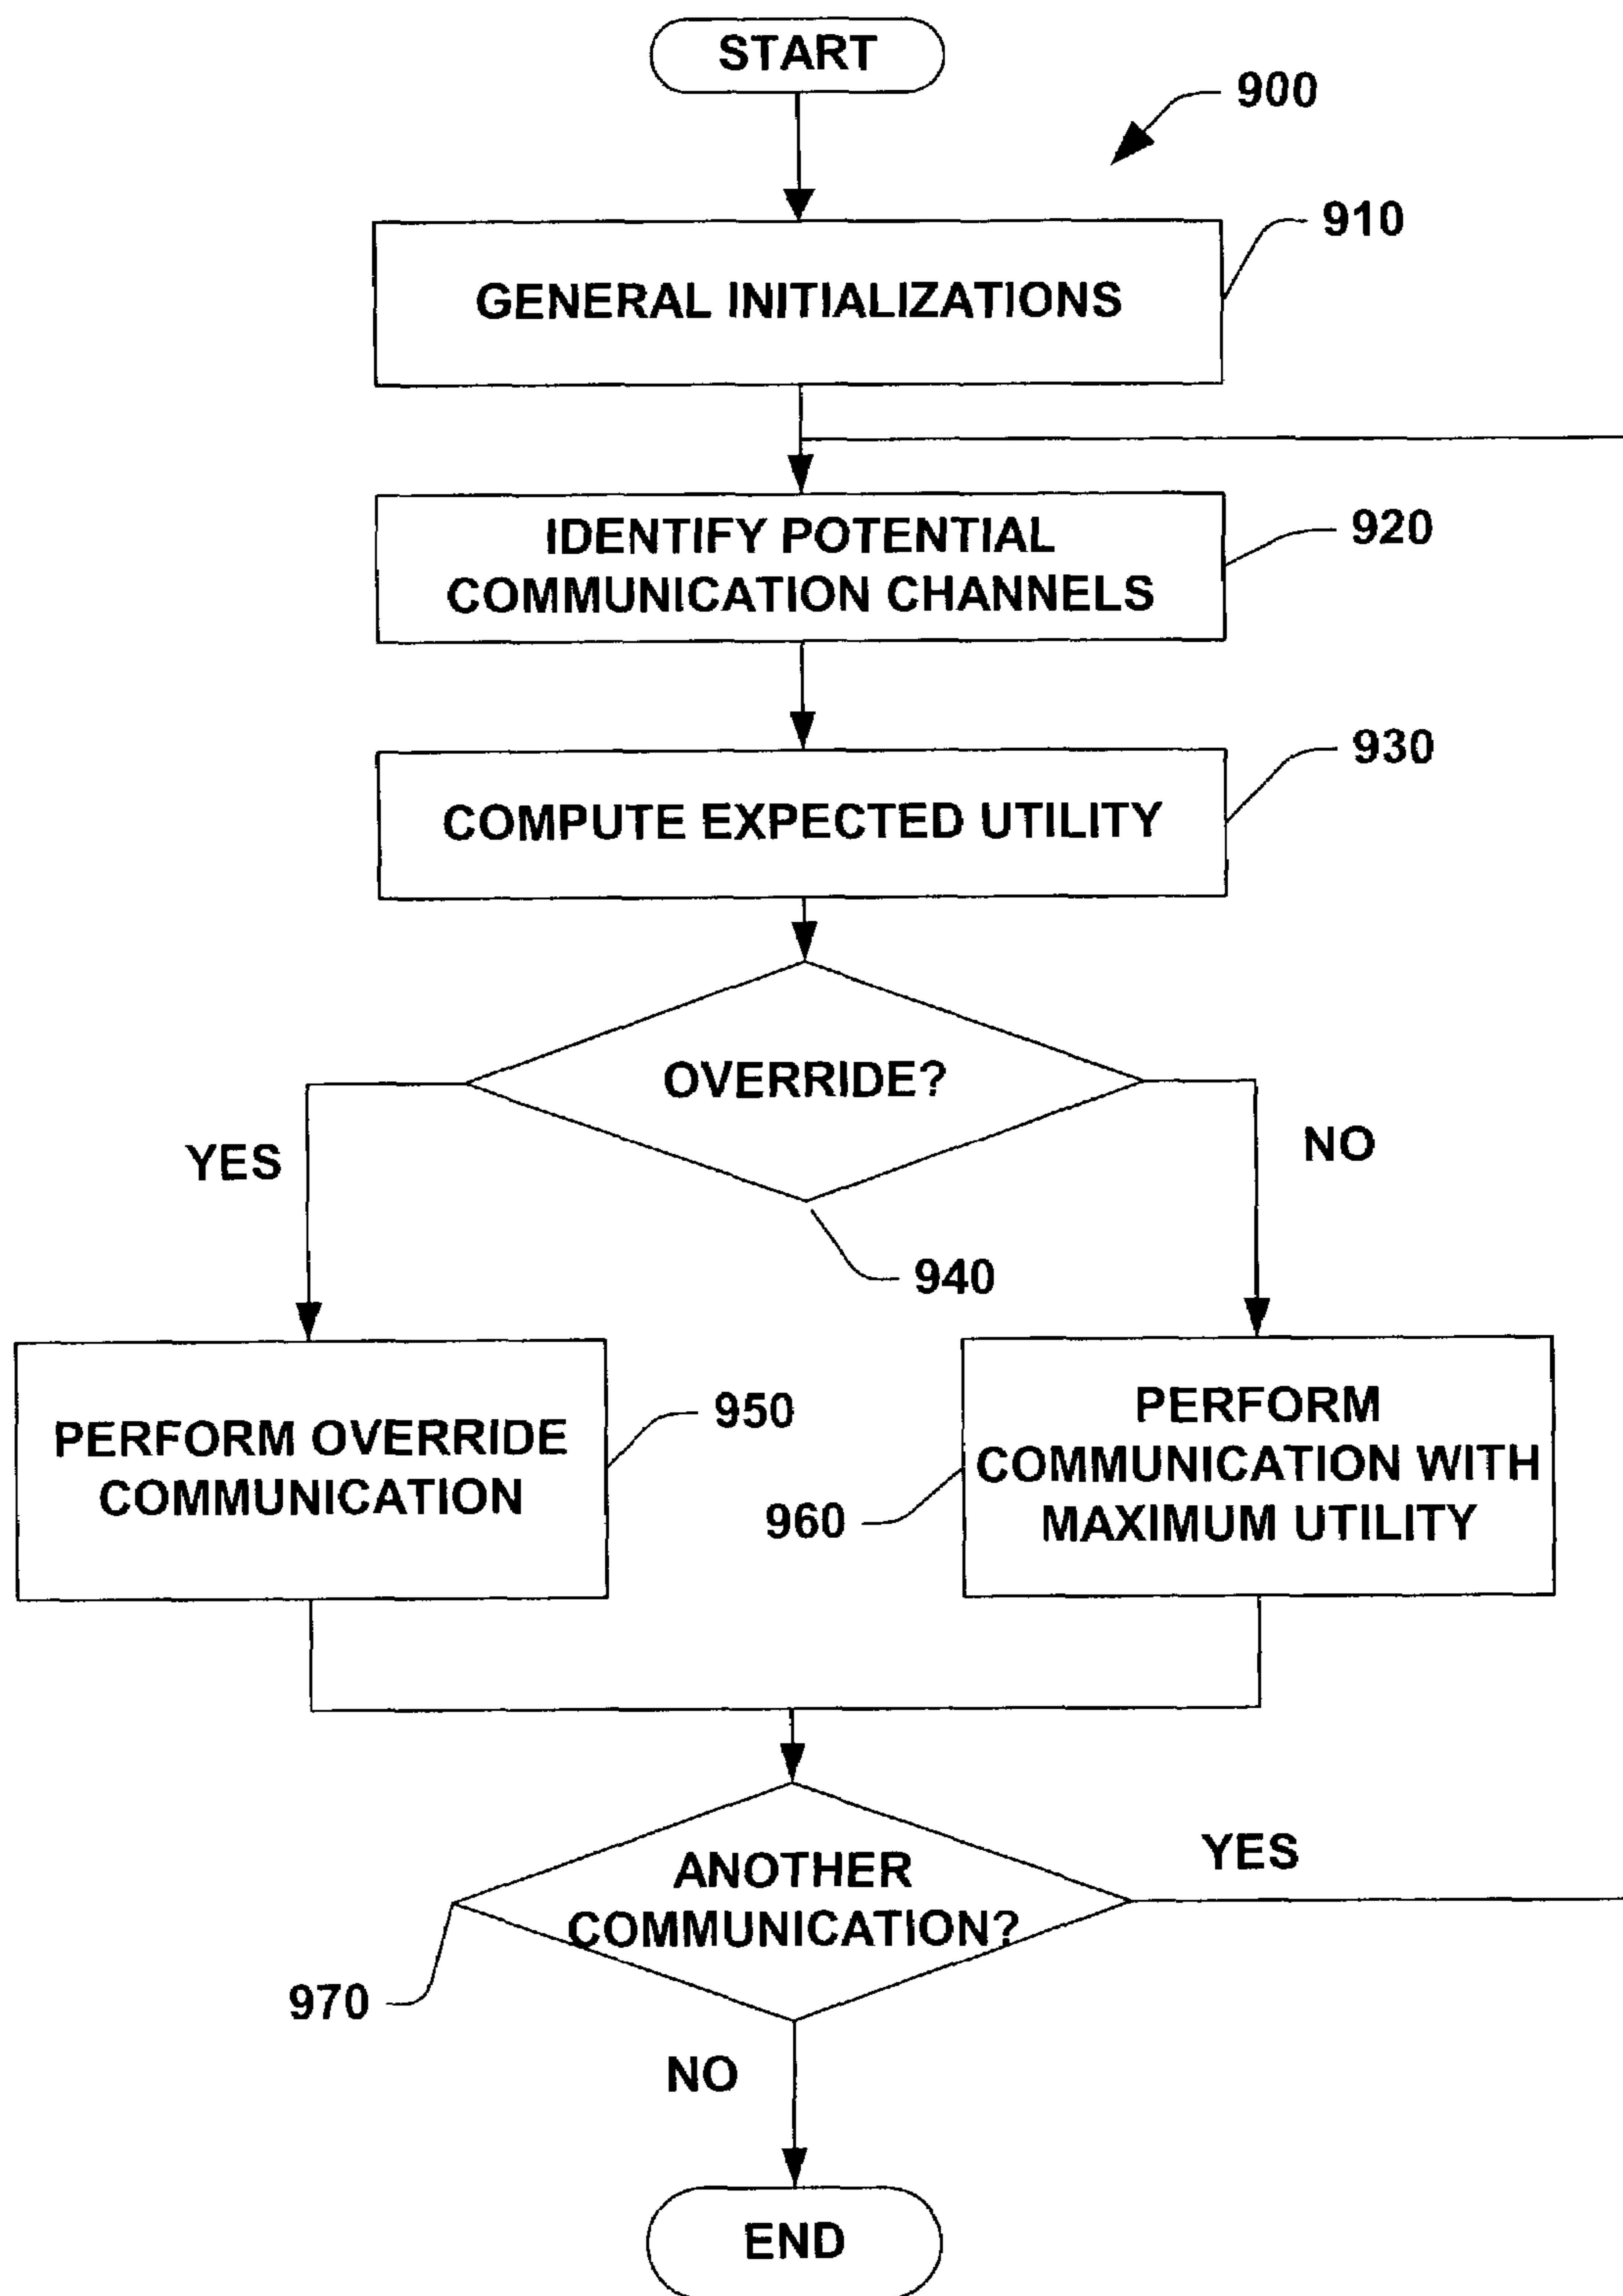 START
900
910
GENERAL INITIALIZATIONS
IDENTIFY POTENTIAL
COMMUNICATION CHANNELS
920
930
COMPUTE EXPECTED UTILITY
OVERRIDE?
YES
NO
940
PERFORM OVERRIDE
COMMUNICATION
950
PERFORM
COMMUNICATION WITH
MAXIMUM UTILITY
960
ANOTHER
COMMUNICATION?
YES
970
NO
END